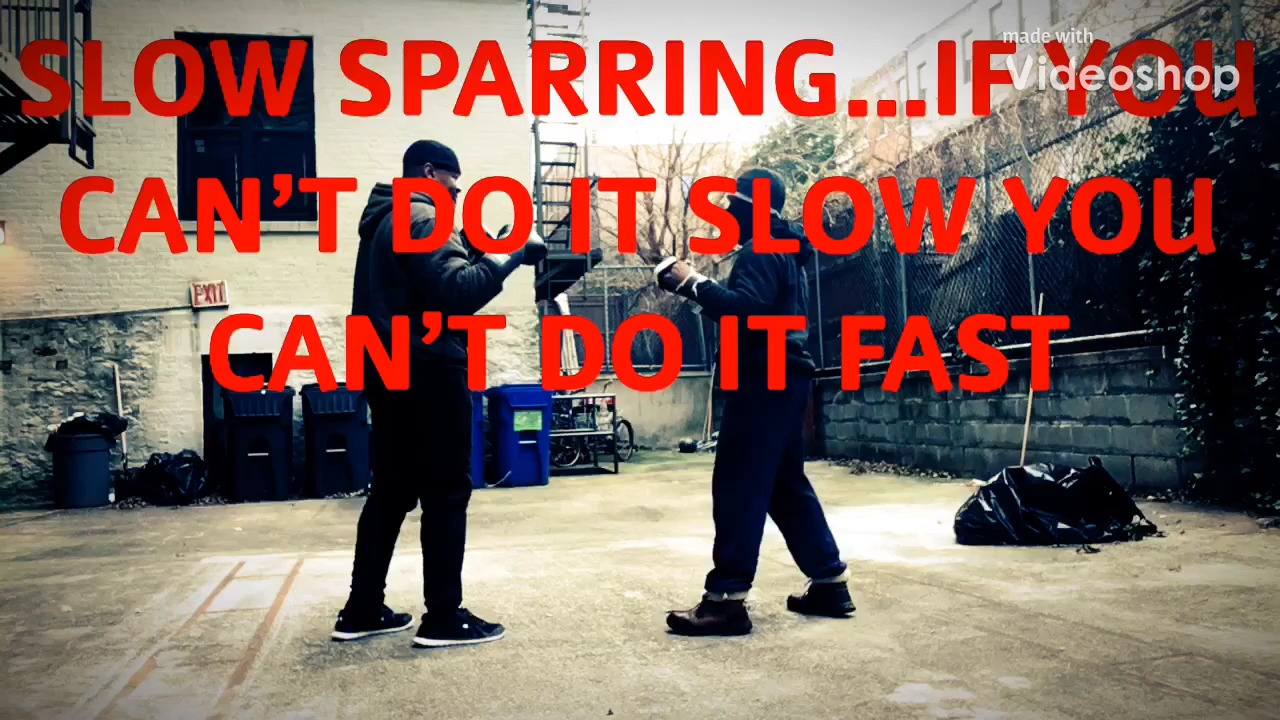 made with
Videoshop
SLOW SPARRING...IF YOU
CAN'T DO IT SLOW YOU
CAN'T DO IT FAST
EXIT